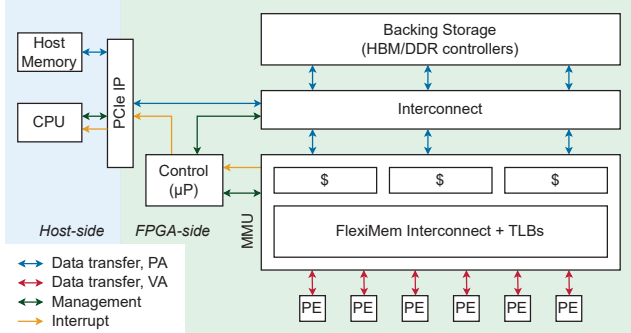 Host
Memory
CPU
PCIe IP
Backing Storage
(HBM/DDR controllers)
Interconnect
Control
(µP)
MMU
$ $ $
FlexiMem Interconnect + TLBs
Host-side FPGA-side
PE PE PE PE PE PE
Data transfer, PA
Data transfer, VA
Management
Interrupt